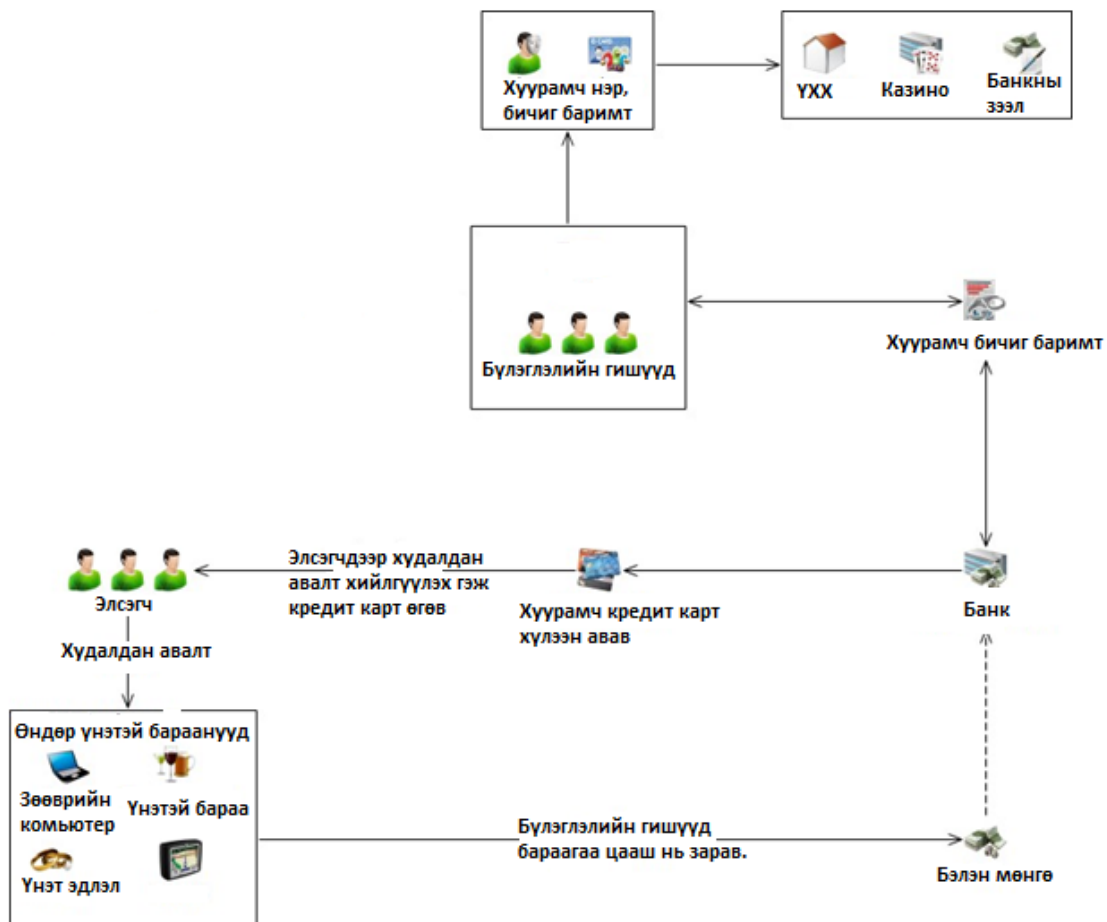 Хуурамч нэр,
бичиг баримт
ҮХХ
Казино
Банкны
зээл
Бүлэглэлийн гишүүд
Хуурамч бичиг баримт
Элсэгч
Элсэгчдээр худалдан
авалт хийлгүүлэх гэж
кредит карт өгөв
Хуурамч кредит карт
хүлээн авав
Банк
Худалдан авалт
Өндөр үнэтэй бараанууд
Зөөврийн
комьютер
Үнэтэй бараа
Үнэт эдлэл
Бүлэглэлийн гишүүд
бараагаа цааш нь зарав.
Бэлэн мөнгө